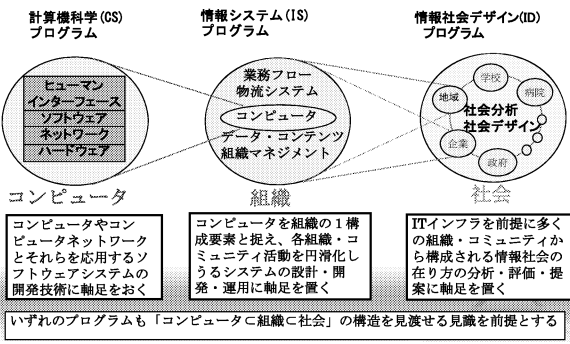 計算機科学(CS)
プログラム
情報システム(IS)
プログラム
情報社会デザイン(ID)
プログラム
ヒューマン
インターフェース
ソフトウェア
ネットワーク
ハードウェア
コンピュータ
業務フロー
物流システム
コンピュータ
データ・コンテンツ
組織マネジメント
組織
学校
地域
病院
社会分析
社会デザイン
企業
政府
社会
コンピュータやコン
ピュータネットワーク
とそれらを応用するソ
フトウェアシステムの
開発技術に軸足をおく
コンピュータを組織の１構
成要素と捉え、各組織・コ
ミュニティ活動を円滑化し
うるシステムの設計・開
発・運用に軸足を置く
ITインフラを前提に多く
の組織・コミュニティか
ら構成される情報社会の
在り方の分析・評価・提
案に軸足を置く
いずれのプログラムも「コンピュータ⊂組織⊂社会」の構造を見渡せる見識を前提とする